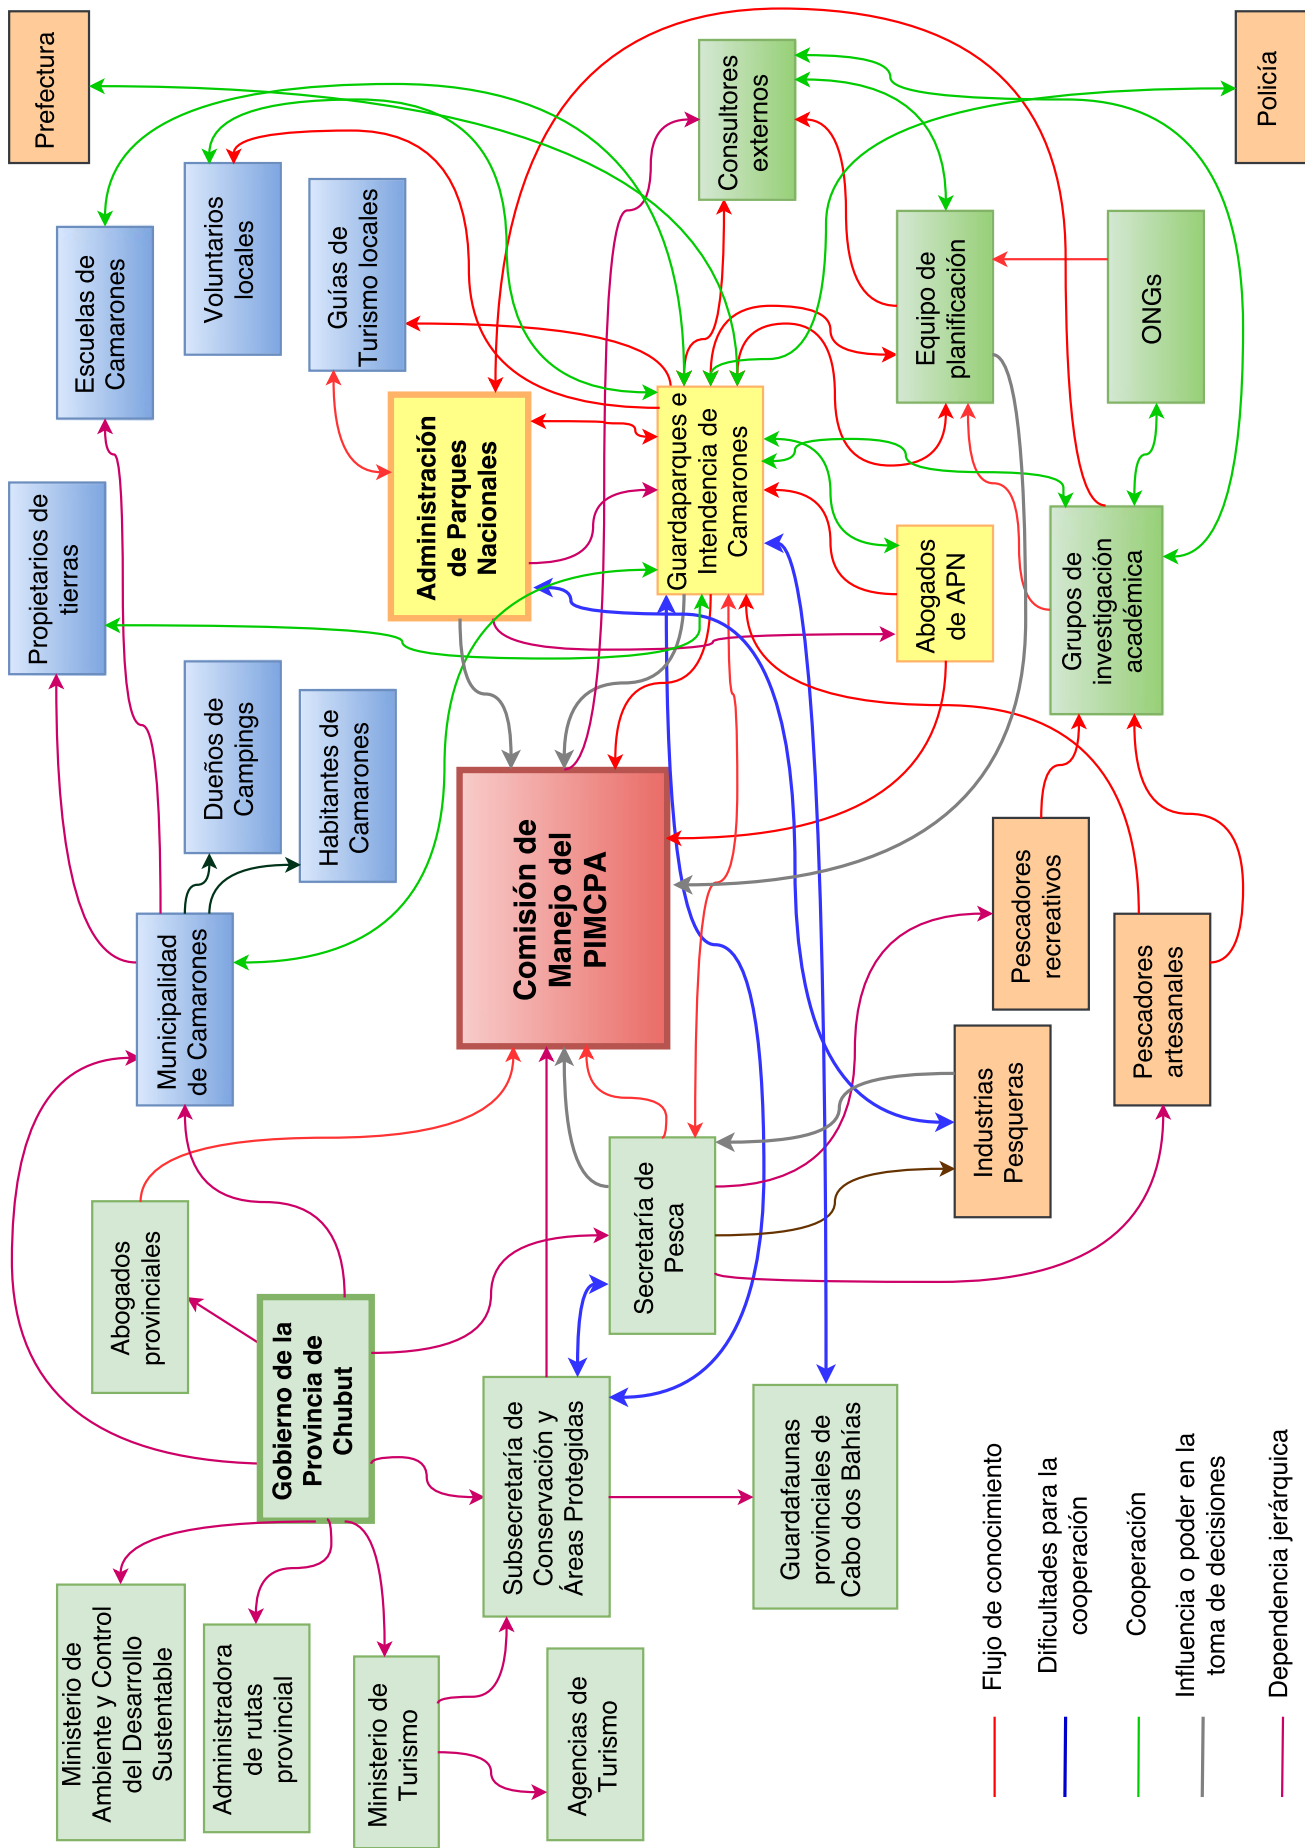 Ministerio de
Ambiente y Control
del Desarrollo
Sustentable
Administradora
de rutas
provincial
Ministerio de
Turismo
Agencias de
Turismo
Abogados
provinciales
Gobierno de la
Provincia de
Chubut
Subsecretaría de
Conservación y
Áreas Protegidas
Guardafaunas
provinciales de
Cabo dos Bahías
Secretaría de
Pesca
Municipalidad
de Camarones
Propietarios de
tierras
Dueños de
Campings
Habitantes de
Camarones
Escuelas de
Camarones
Voluntarios
locales
Guías de
Turismo locales
Prefectura
Comisión de
Manejo del
PIMCPA
Administración
de Parques
Nacionales
Guardaparques e
Intendencia de
Camarones
Abogados
de APN
Consultores
externos
Equipo de
planificación
ONGs
Grupos de
investigación
académica
Policía
Industrias
Pesqueras
Pescadores
recreativos
Pescadores
artesanales
Flujo de conocimiento
Dificultades para la
cooperación
Cooperación
Influencia o poder en la
toma de decisiones
Dependencia jerárquica